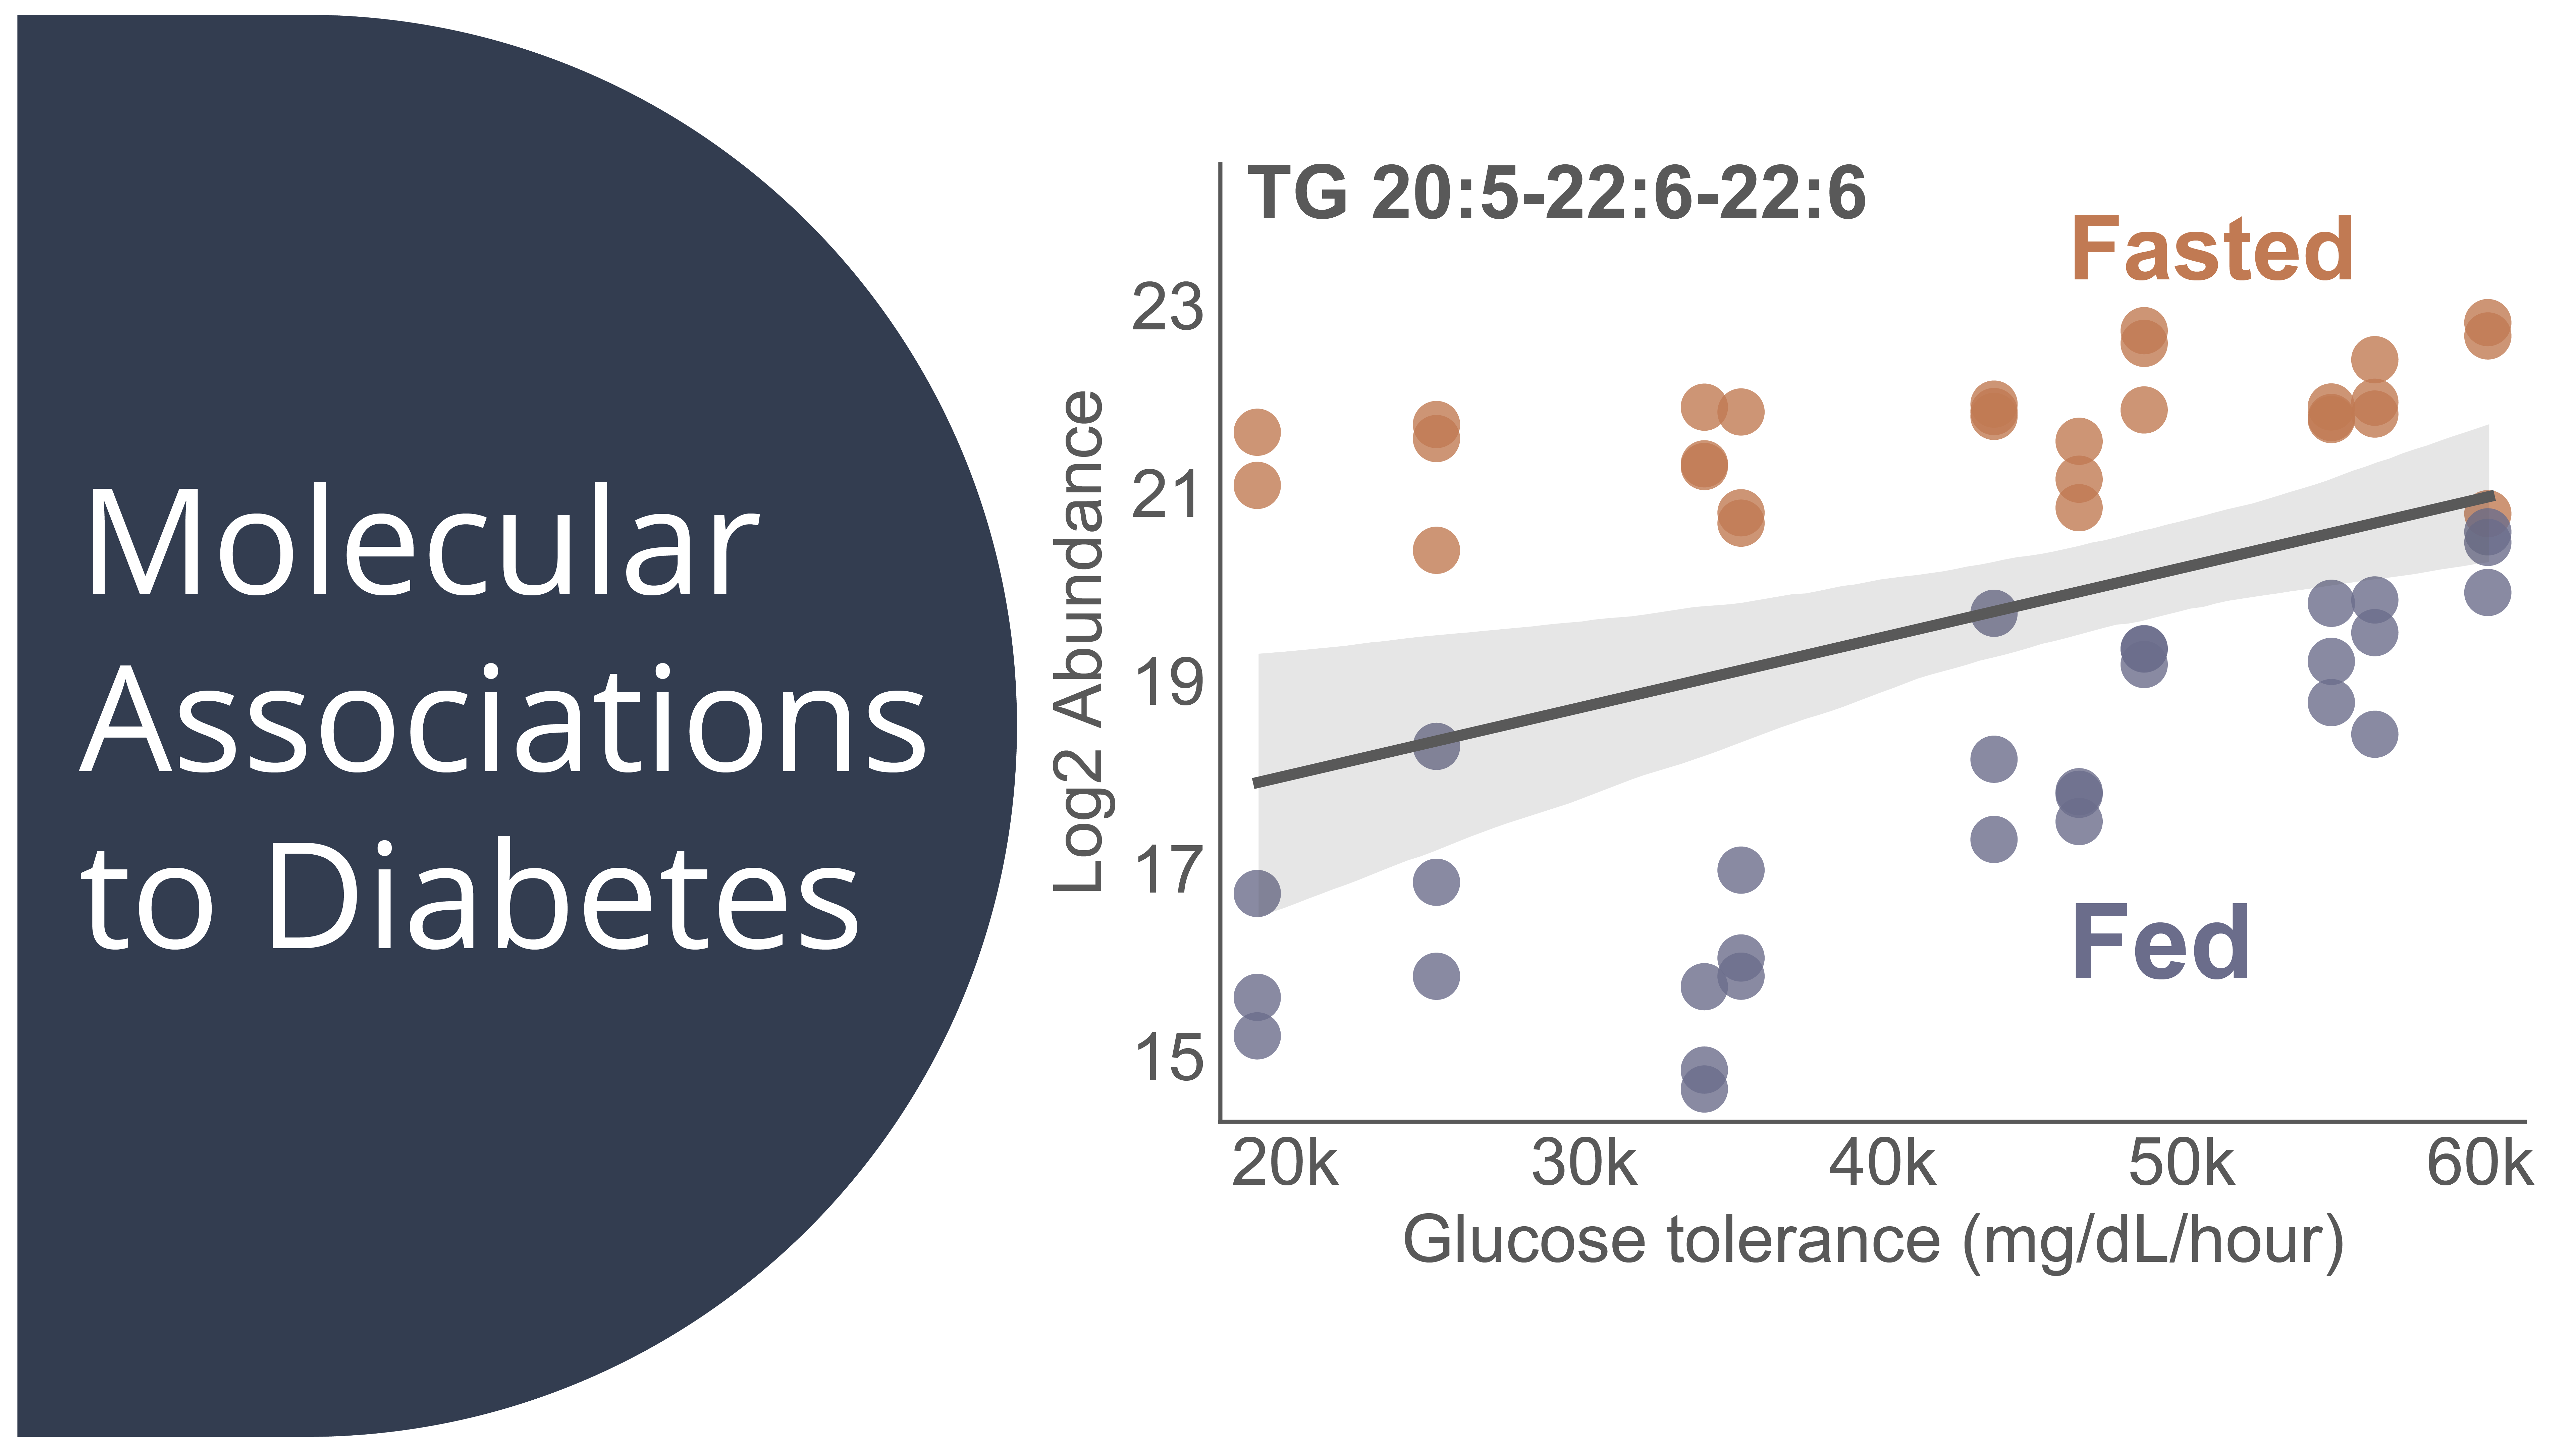 Molecular
Associations
to Diabetes
TG 20:5-22:6-22:6
Fasted
Fed
Log2 Abundance
23
21
19
17
15
20k 30k 40k 50k 60k
Glucose tolerance (mg/dL/hour)